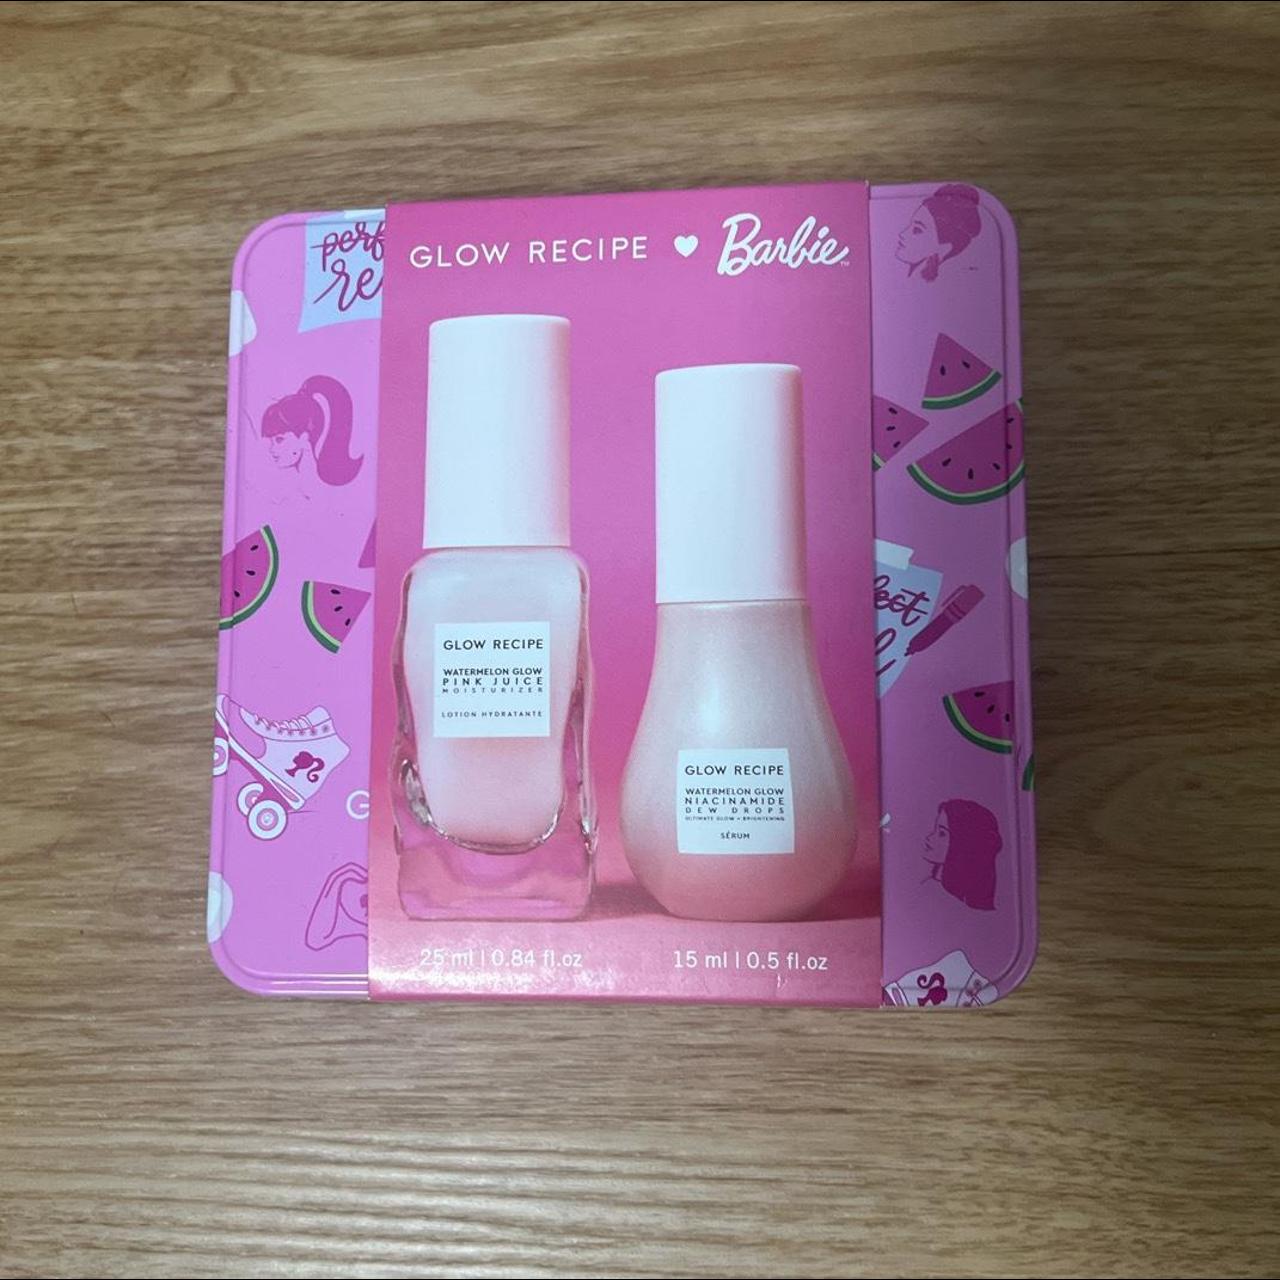 GLOW RECIPE ♥ Barbie™
GLOW RECIPE
WATERMELON GLOW
PINK JUICE
MOISTURIZER
LOTION HYDRATANTE
GLOW RECIPE
WATERMELON GLOW
NIACINAMIDE
DEW DROPS
ULTIMATE GLOW + BRIGHTENING
SÉRUM
25 ml | 0.84 fl.oz
15 ml | 0.5 fl.oz